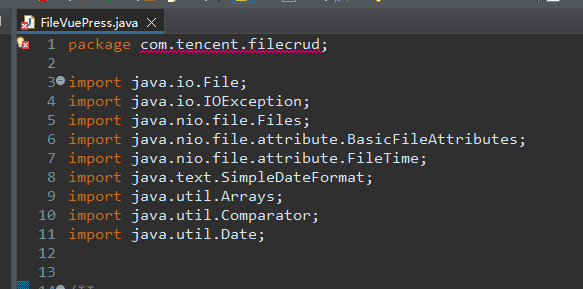 FileVuePress.java
1 package com.tencent.filecrud;
2
3 import java.io.File;
4 import java.io.IOException;
5 import java.nio.file.Files;
6 import java.nio.file.attribute.BasicFileAttributes;
7 import java.nio.file.attribute.FileTime;
8 import java.text.SimpleDateFormat;
9 import java.util.Arrays;
10 import java.util.Comparator;
11 import java.util.Date;
12
13
14 /**